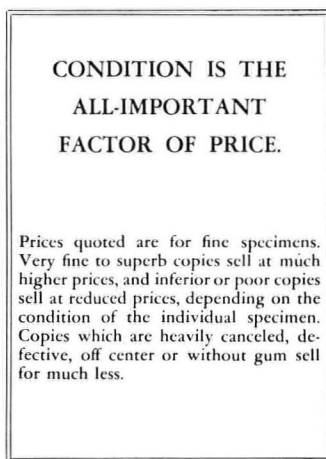 CONDITION IS THE
ALL-IMPORTANT
FACTOR OF PRICE.
Prices quoted are for fine specimens.
Very fine to superb copies sell at much
higher prices, and inferior or poor copies
sell at reduced prices, depending on the
condition of the individual specimen.
Copies which are heavily canceled, de-
fective, off center or without gum sell
for much less.